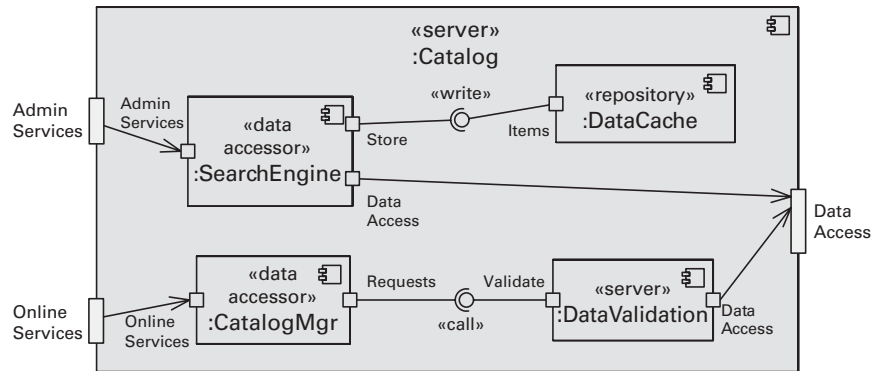 «server»
:Catalog
Admin
Services
Admin
Services
«data
accessor»
:SearchEngine
Store
«write»
Items
«repository»
:DataCache
Data
Access
Data
Access
Online
Services
Online
Services
«data
accessor»
:CatalogMgr
Requests
«call»
Validate
«server»
:DataValidation
Data
Access